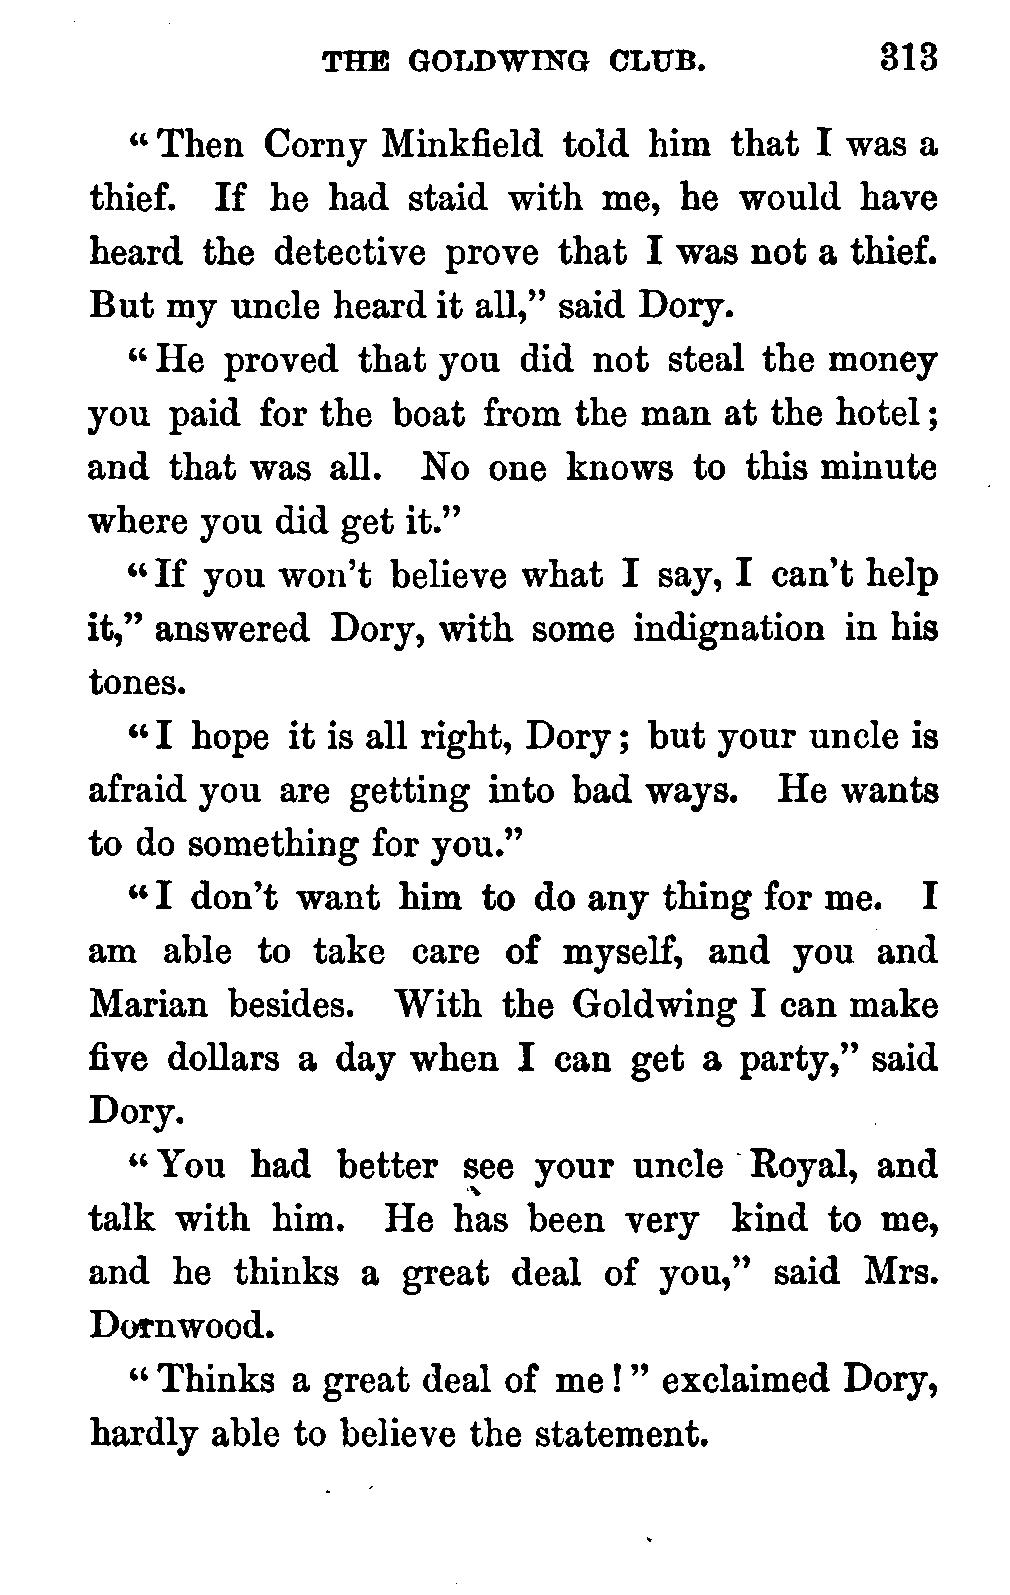 THE GOLDWING CLUB. 313
“Then Corny Minkfield told him that I was a
thief. If he had staid with me, he would have
heard the detective prove that I was not a thief.
But my uncle heard it all,” said Dory.
“He proved that you did not steal the money
you paid for the boat from the man at the hotel;
and that was all. No one knows to this minute
where you did get it.”
“If you won’t believe what I say, I can’t help
it,” answered Dory, with some indignation in his
tones.
“I hope it is all right, Dory; but your uncle is
afraid you are getting into bad ways. He wants
to do something for you.”
“I don’t want him to do any thing for me. I
am able to take care of myself, and you and
Marian besides. With the Goldwing I can make
five dollars a day when I can get a party,” said
Dory.
“You had better see your uncle Royal, and
talk with him. He has been very kind to me,
and he thinks a great deal of you,” said Mrs.
Dornwood.
“Thinks a great deal of me!” exclaimed Dory,
hardly able to believe the statement.